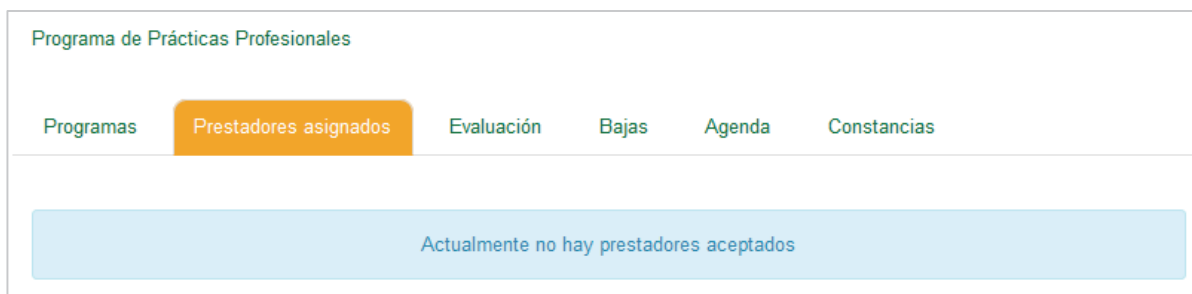 Programa de Prácticas Profesionales
Programas Prestadores asignados Evaluación Bajas Agenda Constancias
Actualmente no hay prestadores aceptados